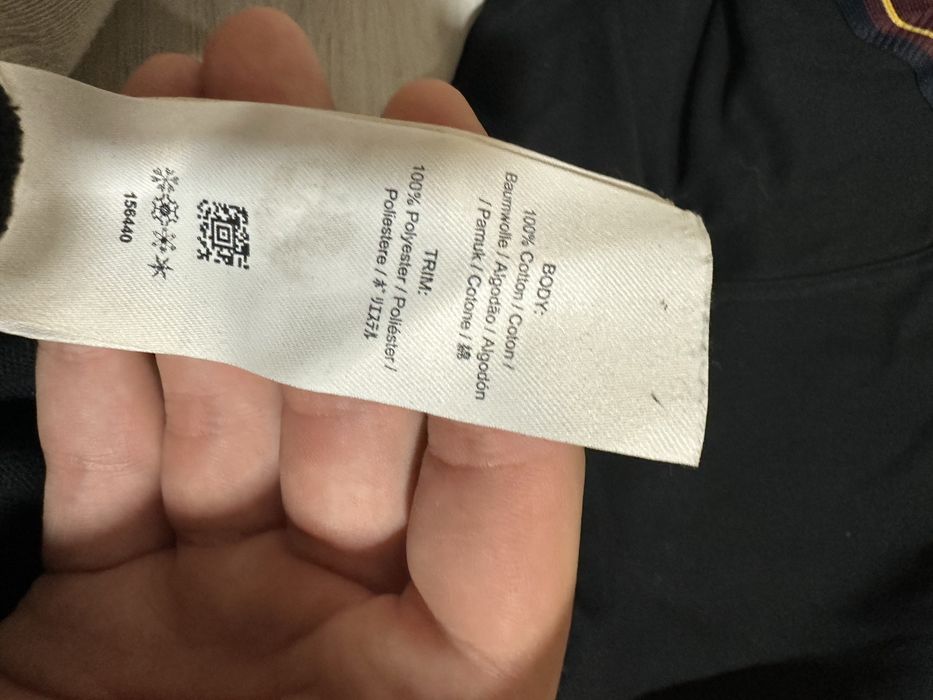 BODY:
100% Cotton / Coton /
Baumwolle / Algodão / Algodón
/ Pamuk / Cotone / 綿
TRIM:
100% Polyester / Poliéster /
Poliestere / ﾎﾟﾘｴｽﾃﾙ
156440